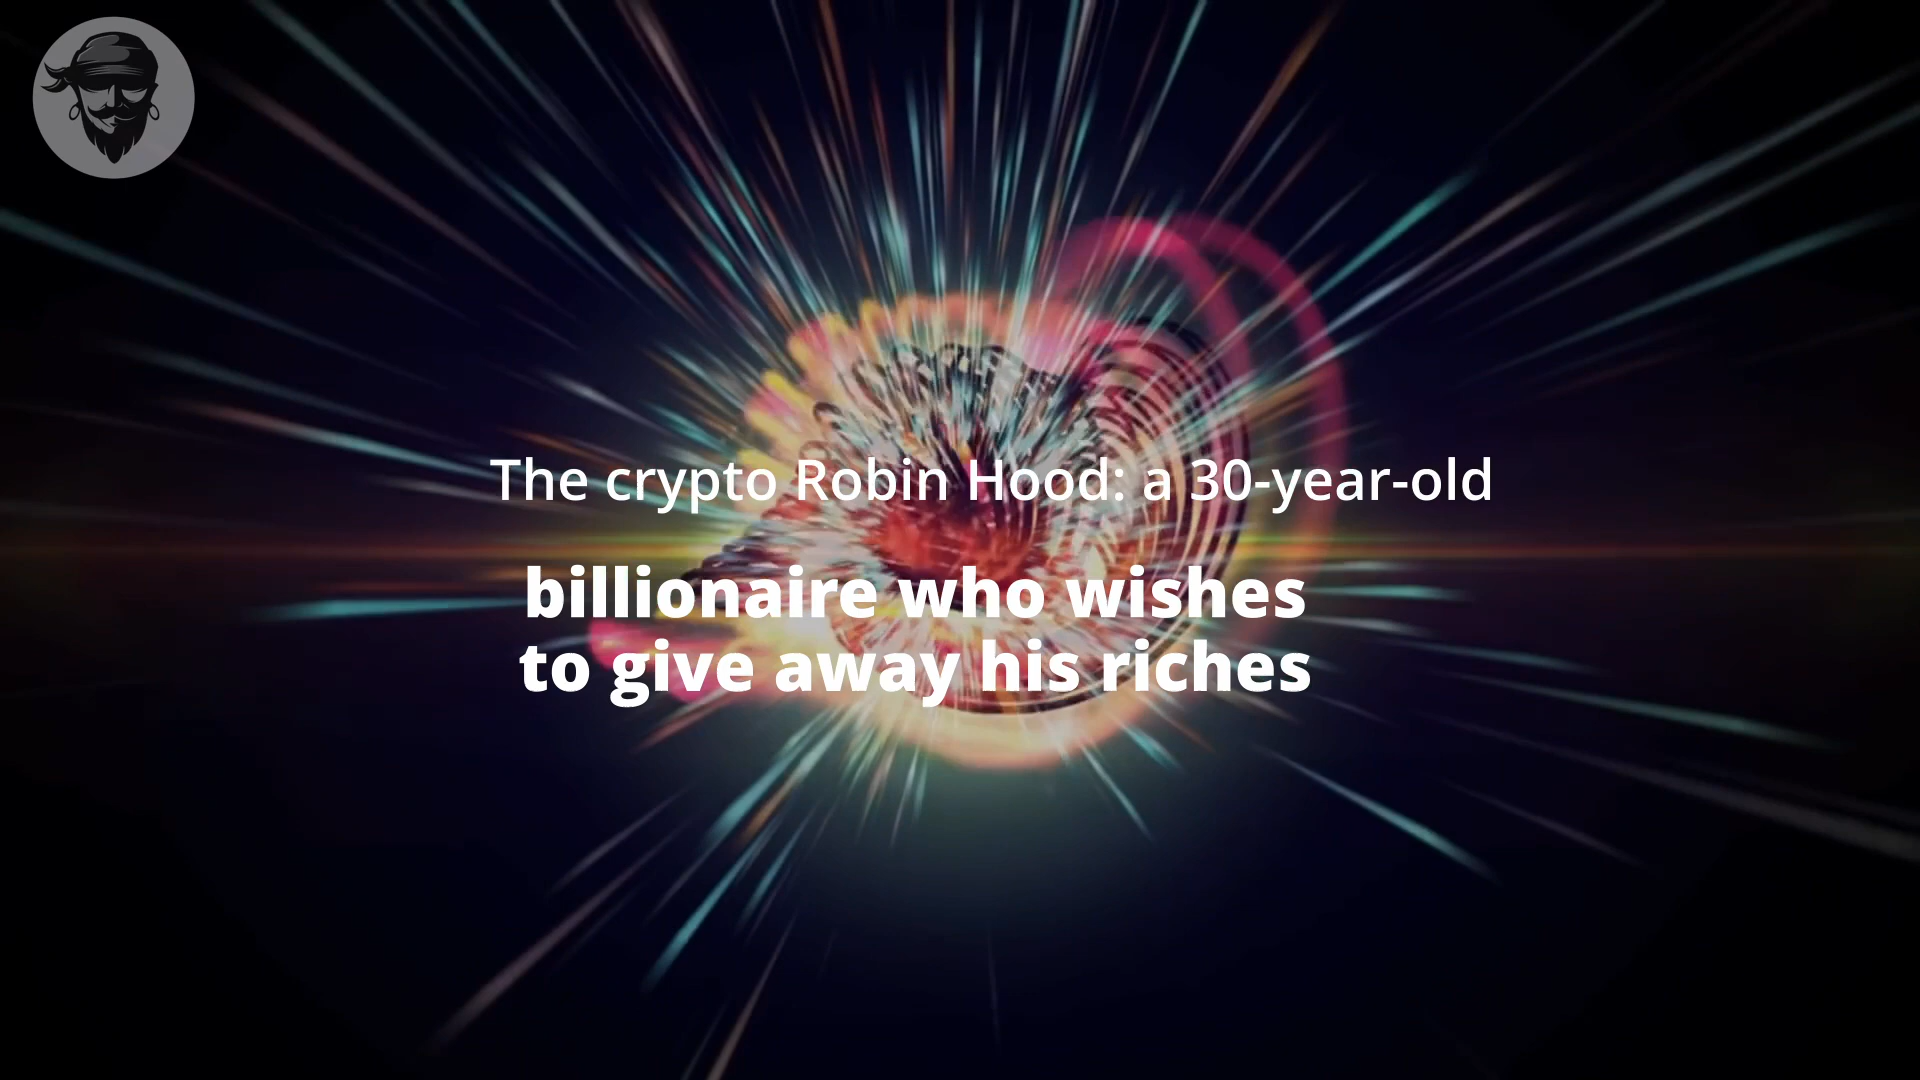 The crypto Robin Hood: a 30-year-old
billionaire who wishes
to give away his riches